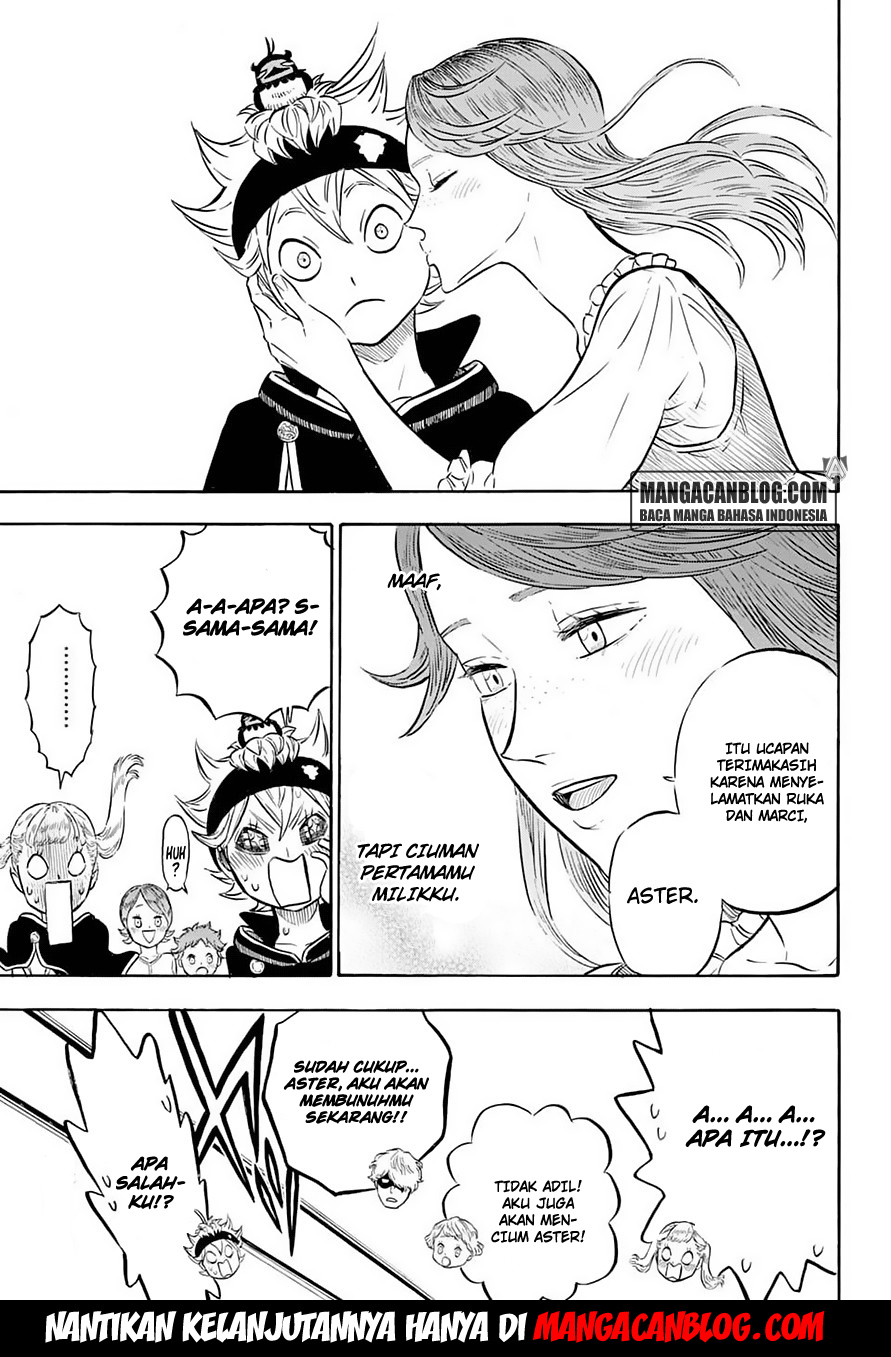 MANGACANBLOG.COM
BACA MANGA BAHASA INDONESIA
MAAF,
ITU UCAPAN
TERIMAKASIH
KARENA MENYE-
LAMATKAN RUKA
DAN MARCI,
ASTER.
TAPI CIUMAN
PERTAMAMU
MILIKKU.
A-A-APA? S-
SAMA-SAMA!
HUH
?
.........
A... A... A...
APA ITU...!?
TIDAK ADIL!
AKU JUGA
AKAN MEN-
CIUM ASTER!
SUDAH CUKUP...
ASTER, AKU AKAN
MEMBUNUHMU
SEKARANG!!
APA
SALAH-
KU!?
NANTIKAN KELANJUTANNYA HANYA DI MANGACANBLOG.COM